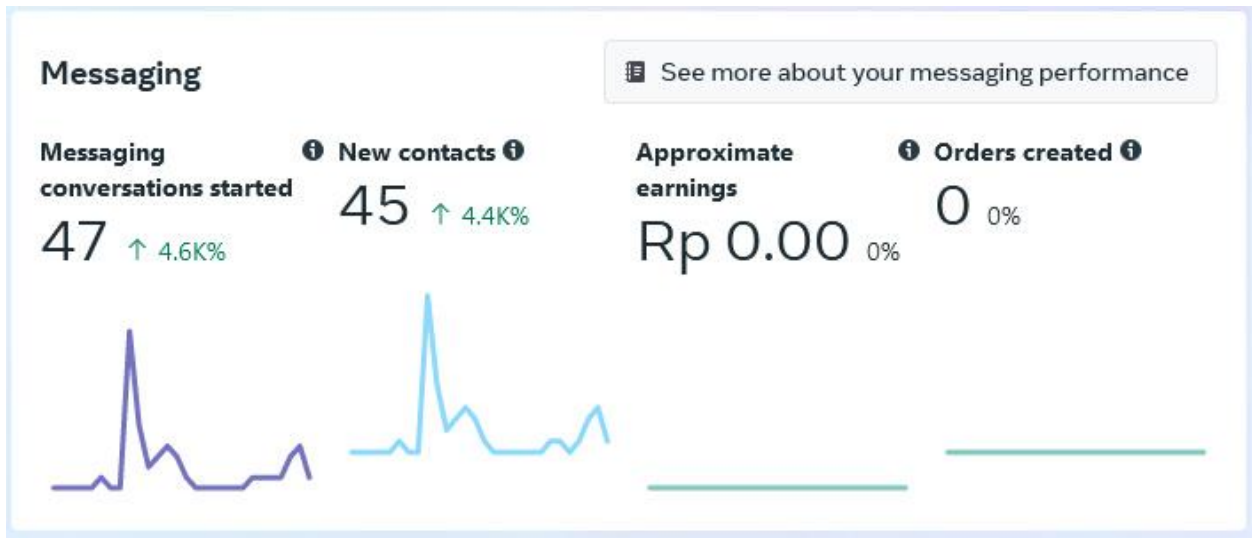 Messaging
See more about your messaging performance
Messaging
conversations started
47 ↑ 4.6K%
New contacts
45 ↑ 4.4K%
Approximate
earnings
Rp 0.00 0%
Orders created
0 0%